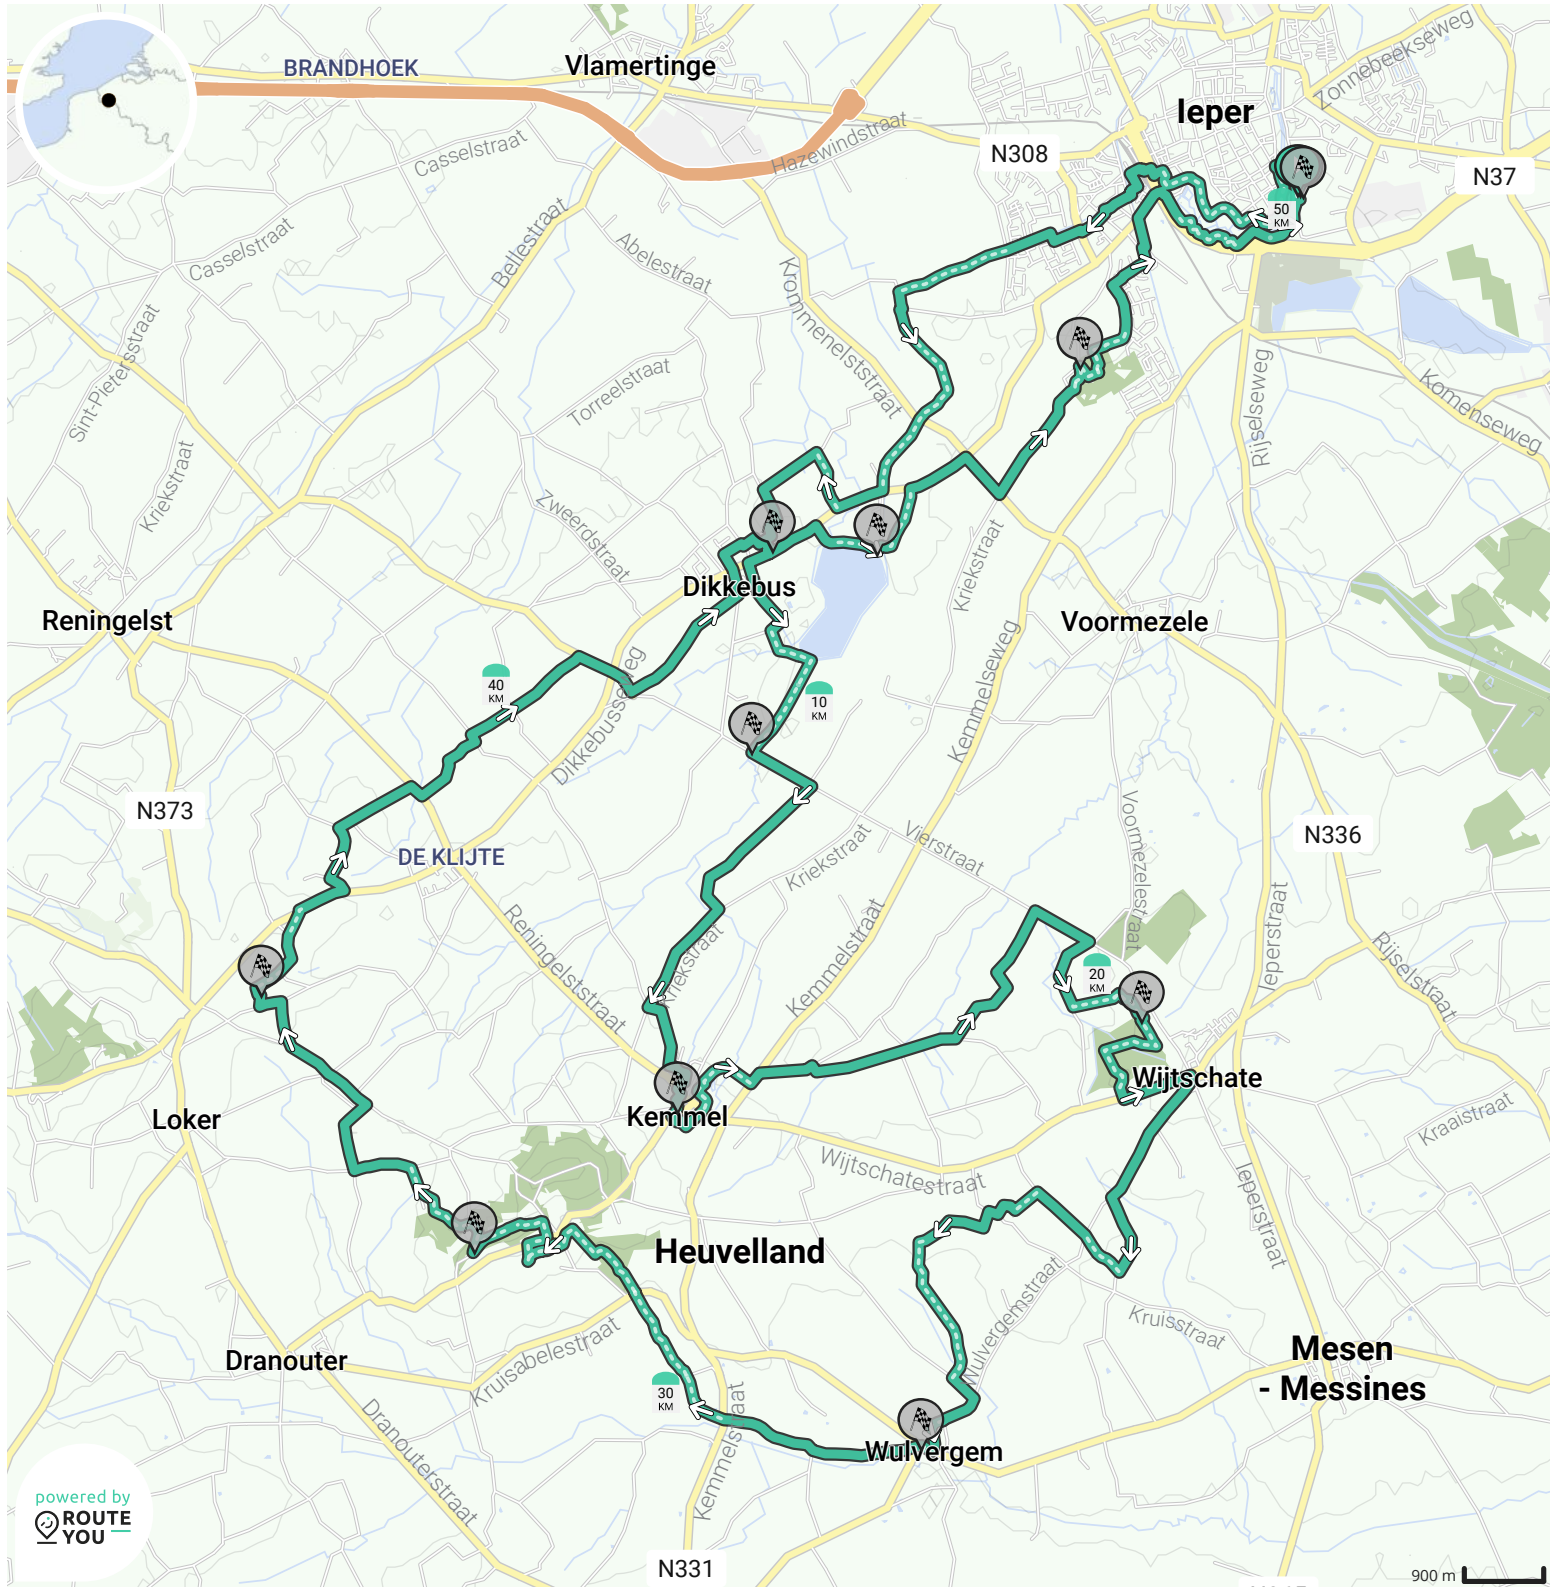 BRANDHOEK
Vlamertinge
Ieper
Zonnebeekseweg
Casselstraat
Hazewindstraat
N308
N37
50
KM
Casselstraat
Bellestraat
Abelestraat
Krommenelststraat
Sint-Pietersstraat
Torreelstraat
Rijselseweg
Komenseweg
Kriekstraat
Zweerdstraat
Kriekstraat
Dikkebus
Reningelst
Voormezele
40
KM
10
KM
Dikkebusseweg
Kemmelseweg
N373
Voormezelestraat
N336
DE KLIJTE
Vierstraat
Kriekstraat
Reningelststraat
Kriekstraat
Kemmelstraat
Ieperstraat
Rijselstraat
20
KM
Wijtschate
Loker
Kemmel
Kraaistraat
Wijtschatestraat
Ieperstraat
Heuvelland
Wulvergemstraat
Kruisstraat
Mesen
- Messines
Dranouter
Kruisabelestraat
30
KM
Kemmelstraat
Dranouterstraat
Wulvergem
powered by
ROUTE
YOU
N331
900 m